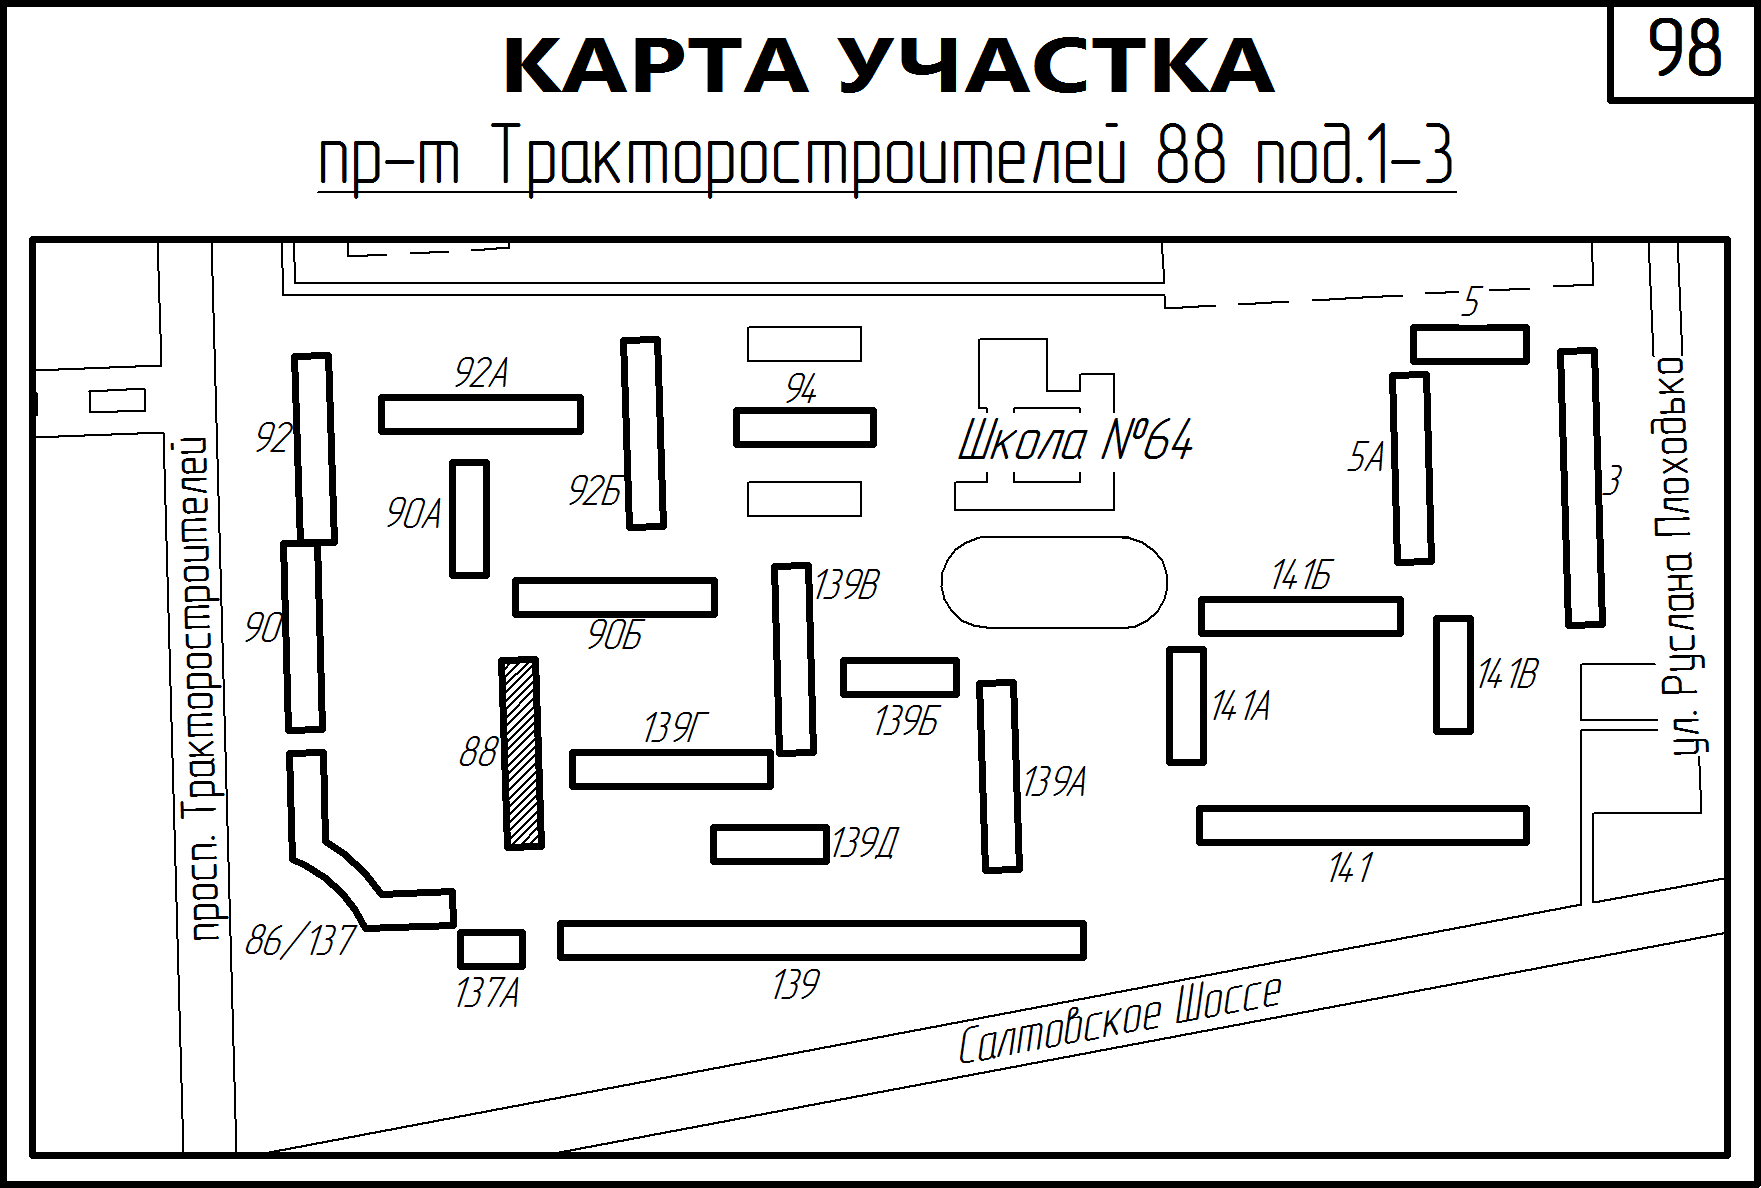 98
КАРТА УЧАСТКА
пр-т Тракторостроителей 88 под.1-3
5
92А
94
92
Школа №64
5А
3
92Б
90А
просп. Тракторостроителей
ул. Руслана Плоходько
139В
141Б
90
90Б
141В
141А
139Б
139Г
88
139А
139Д
141
86/137
137А
139
Салтовское Шоссе